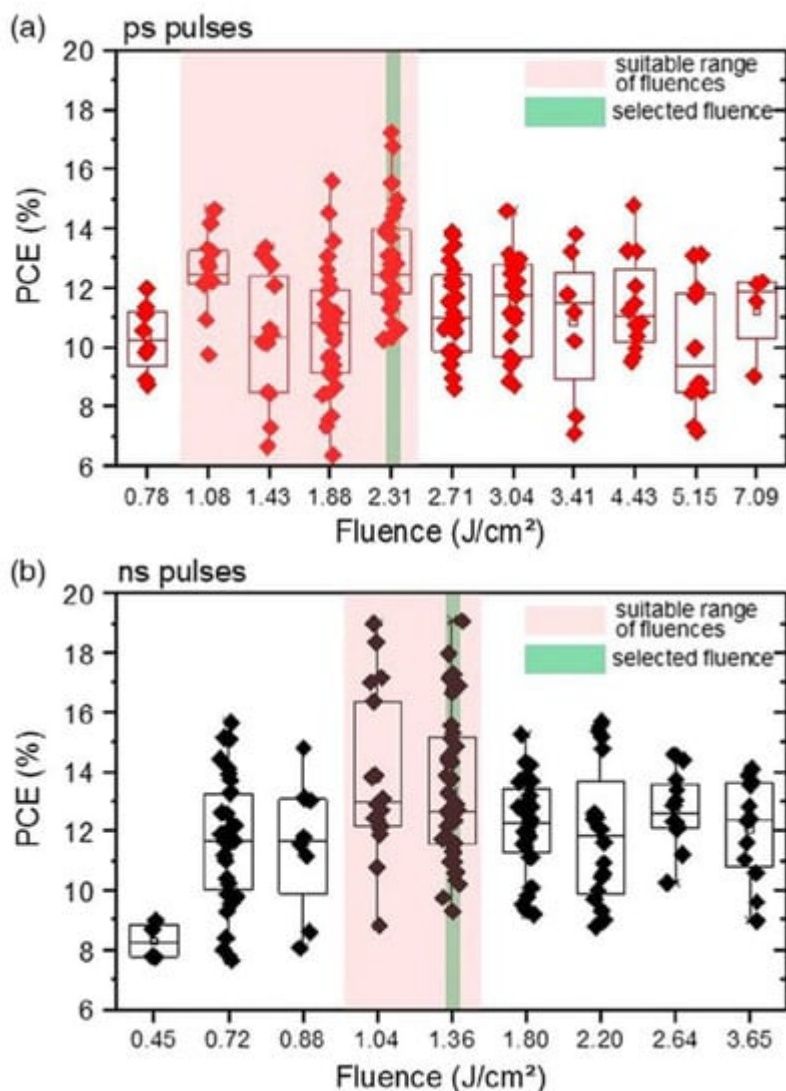 (a) ps pulses
20
18
16
14
12
10
8
6
PCE (%)
suitable range
of fluences
selected fluence
0.78 1.08 1.43 1.88 2.31 2.71 3.04 3.41 4.43 5.15 7.09
Fluence (J/cm²)
(b) ns pulses
20
18
16
14
12
10
8
6
PCE (%)
suitable range
of fluences
selected fluence
0.45 0.72 0.88 1.04 1.36 1.80 2.20 2.64 3.65
Fluence (J/cm²)